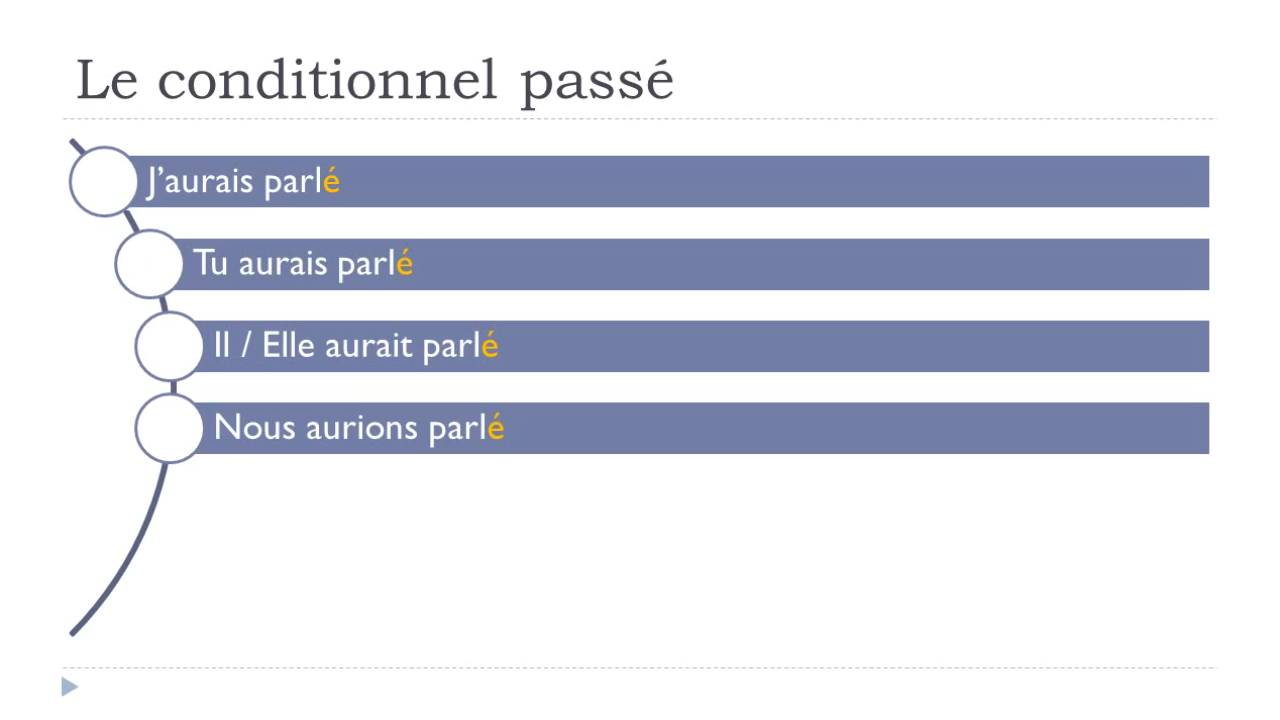 Le conditionnel passé
J’aurais parlé
Tu aurais parlé
Il / Elle aurait parlé
Nous aurions parlé